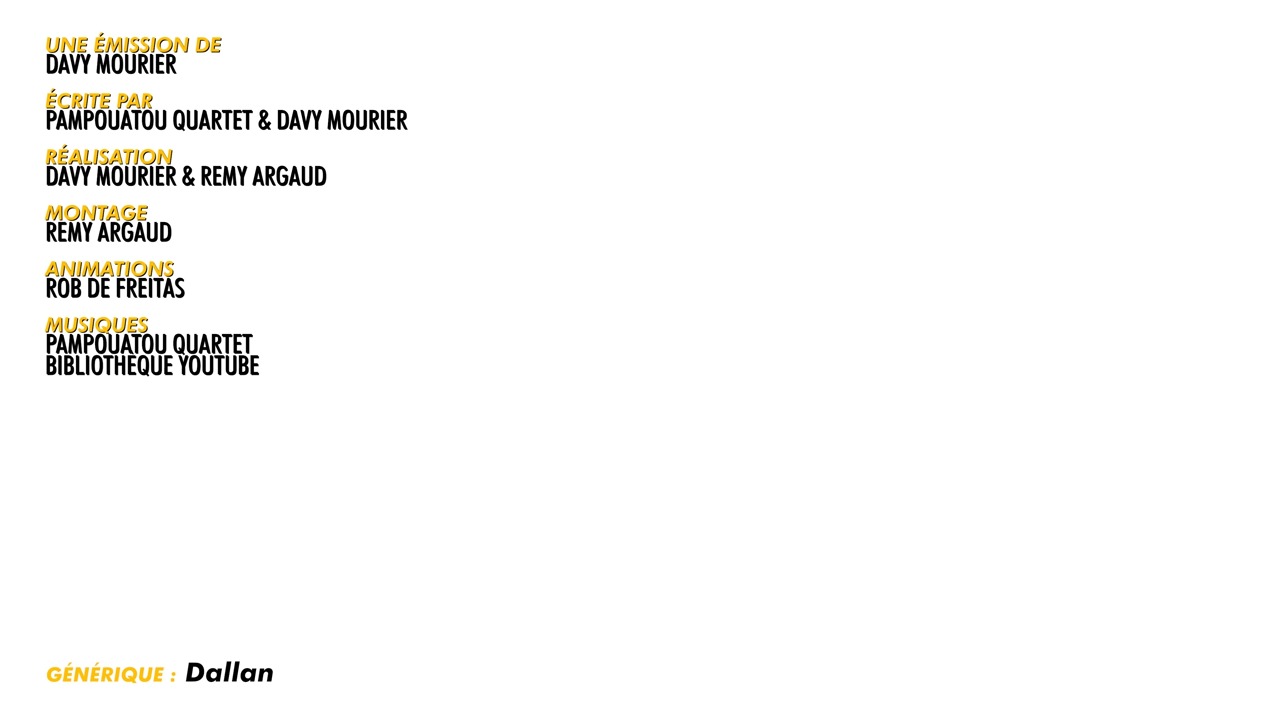 UNE ÉMISSION DE
DAVY MOURIER
ÉCRITE PAR
PAMPOUATOU QUARTET & DAVY MOURIER
RÉALISATION
DAVY MOURIER & REMY ARGAUD
MONTAGE
REMY ARGAUD
ANIMATIONS
ROB DE FREITAS
MUSIQUES
PAMPOUATOU QUARTET
BIBLIOTHÈQUE YOUTUBE
GÉNÉRIQUE : Dallan